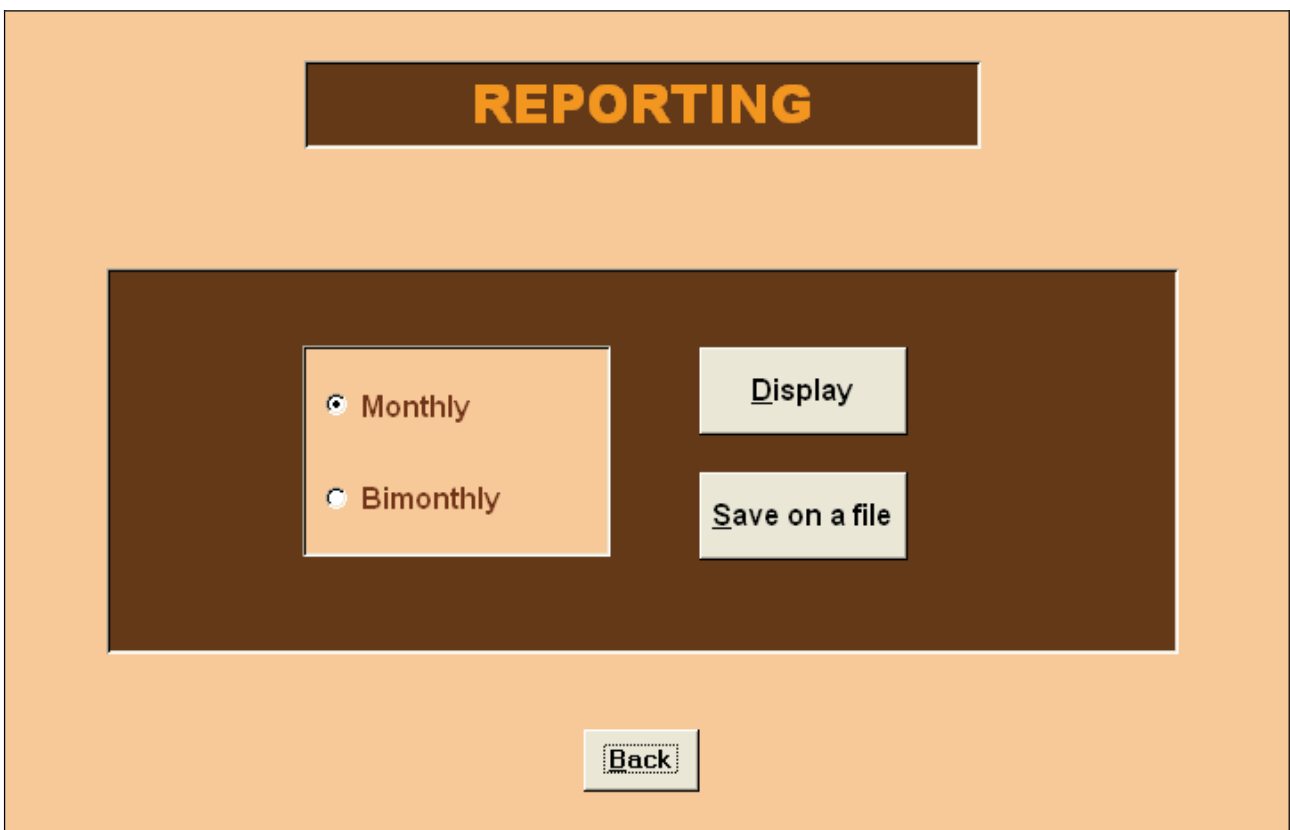 REPORTING
Monthly
Display
Bimonthly
Save on a file
Back